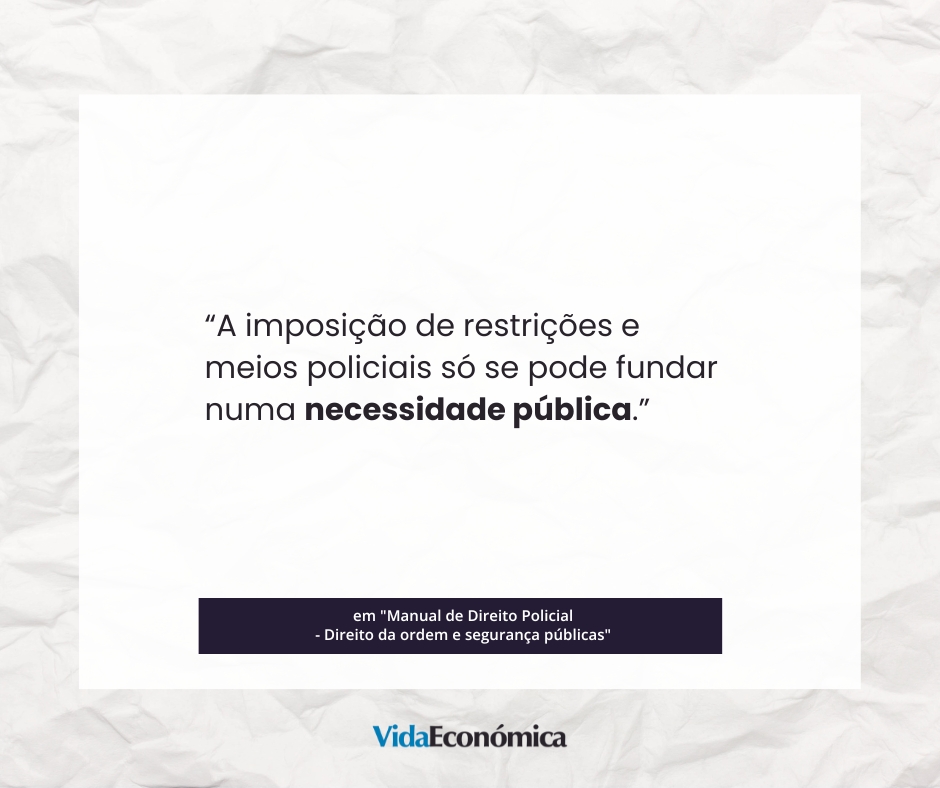 “A imposição de restrições e
meios policiais só se pode fundar
numa necessidade pública.”
em "Manual de Direito Policial
- Direito da ordem e segurança públicas"
VidaEconómica